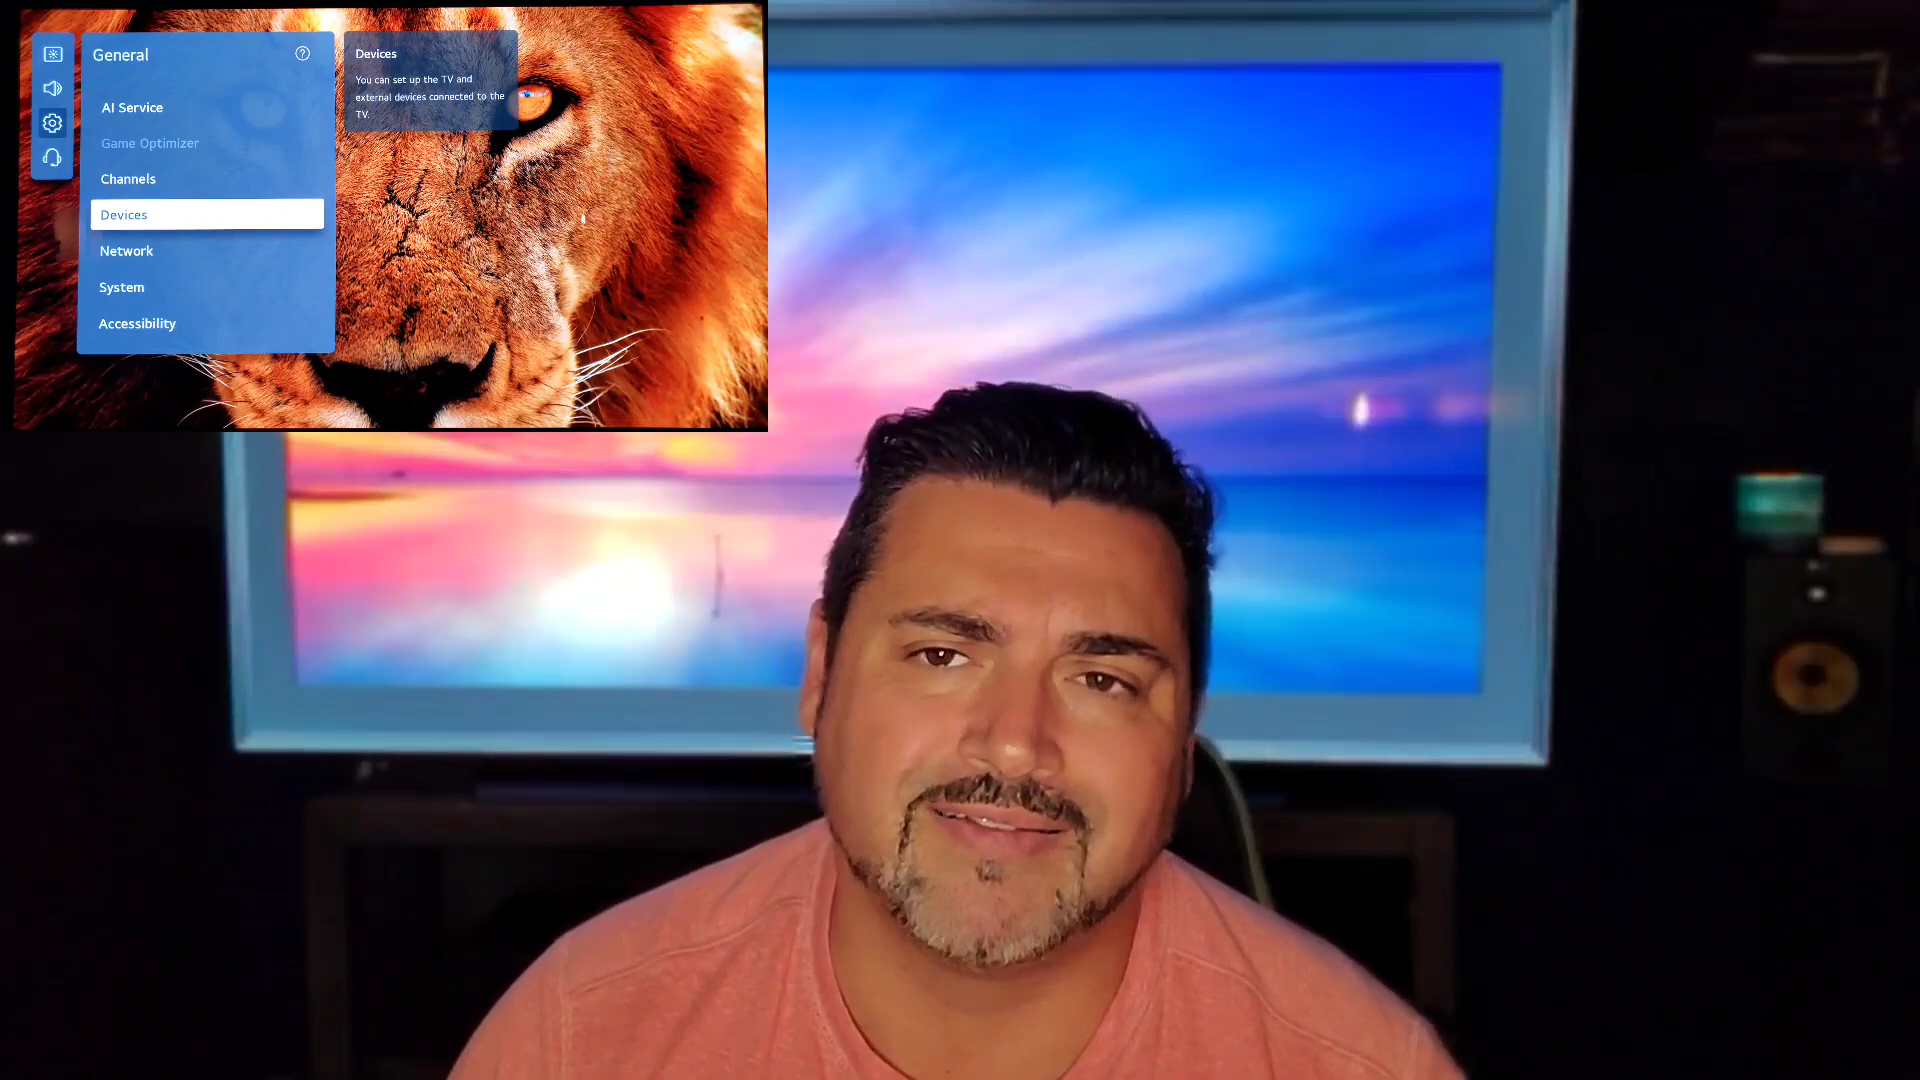 General
AI Service
Game Optimizer
Channels
Devices
Network
System
Accessibility
Devices
You can set up the TV and
external devices connected to the
TV.